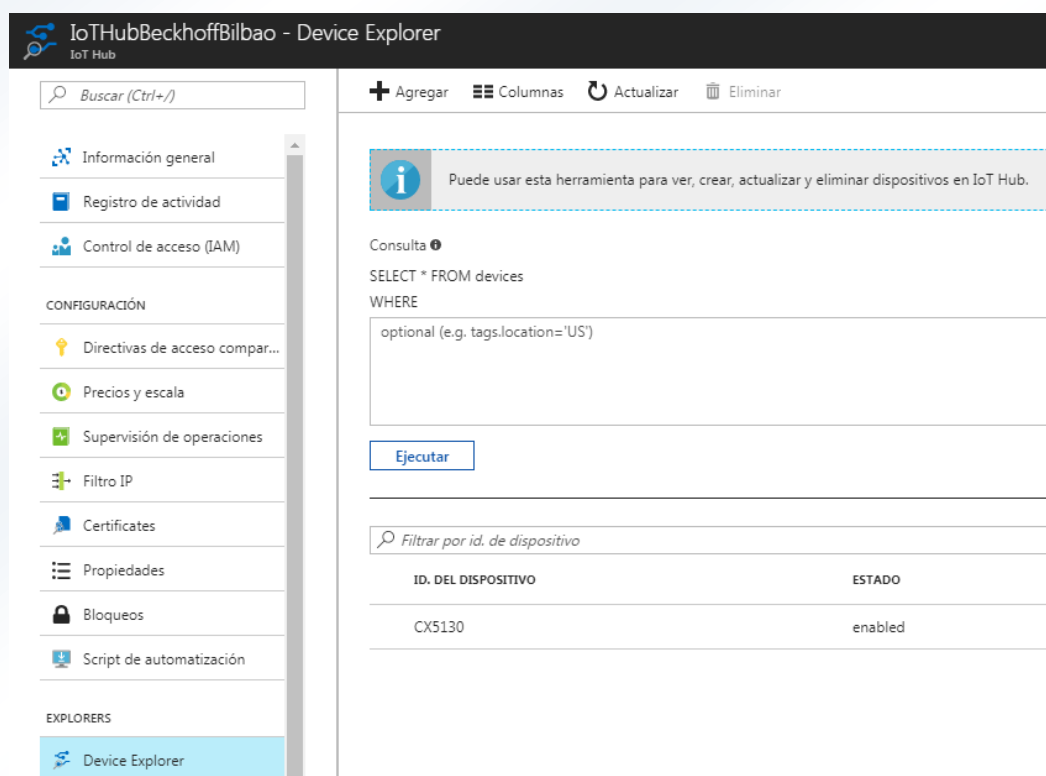 IoTHubBeckhoffBilbao - Device Explorer
IoT Hub
Buscar (Ctrl+/)
Información general
Registro de actividad
Control de acceso (IAM)
CONFIGURACIÓN
Directivas de acceso compar...
Precios y escala
Supervisión de operaciones
Filtro IP
Certificates
Propiedades
Bloqueos
Script de automatización
EXPLORERS
Device Explorer
Agregar Columnas Actualizar Eliminar
Puede usar esta herramienta para ver, crear, actualizar y eliminar dispositivos en IoT Hub.
Consulta
SELECT * FROM devices
WHERE
optional (e.g. tags.location='US')
Ejecutar
Filtrar por id. de dispositivo
ID. DEL DISPOSITIVO ESTADO
CX5130 enabled